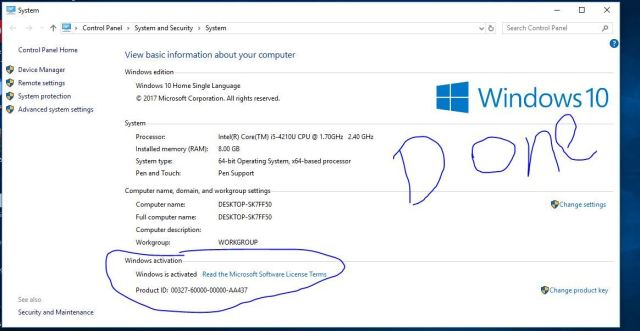 System
Control Panel > System and Security > System
Search Control Panel
Control Panel Home
Device Manager
Remote settings
System protection
Advanced system settings
See also
Security and Maintenance
View basic information about your computer
Windows edition
Windows 10 Home Single Language
© 2017 Microsoft Corporation. All rights reserved.
Windows 10
System
Processor: Intel(R) Core(TM) i5-4210U CPU @ 1.70GHz 2.40 GHz
Installed memory (RAM): 8.00 GB
System type: 64-bit Operating System, x64-based processor
Pen and Touch: Pen Support
Done
Computer name, domain, and workgroup settings
Computer name: DESKTOP-SK7FF50
Change settings
Full computer name: DESKTOP-SK7FF50
Computer description:
Workgroup: WORKGROUP
Windows activation
Windows is activated Read the Microsoft Software License Terms
Product ID: 00327-60000-00000-AA437
Change product key